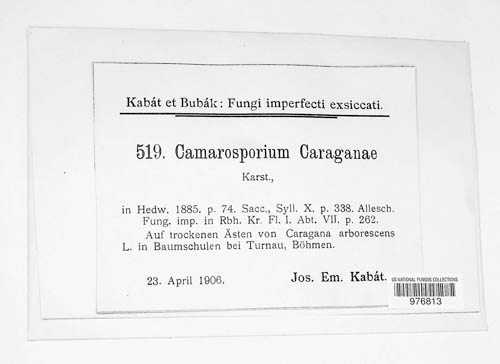 Kabát et Bubák: Fungi imperfecti exsiccati.
519. Camarosporium Caraganae
Karst.,
in Hedw. 1885. p. 74. Sacc., Syll. X. p. 338. Allesch.
Fung. imp. in Rbh. Kr. Fl. I. Abt. VII. p. 262.
Auf trockenen Ästen von Caragana arborescens
L. in Baumschulen bei Turnau, Böhmen.
23. April 1906. Jos. Em. Kabát.
US NATIONAL FUNGUS COLLECTIONS
976813